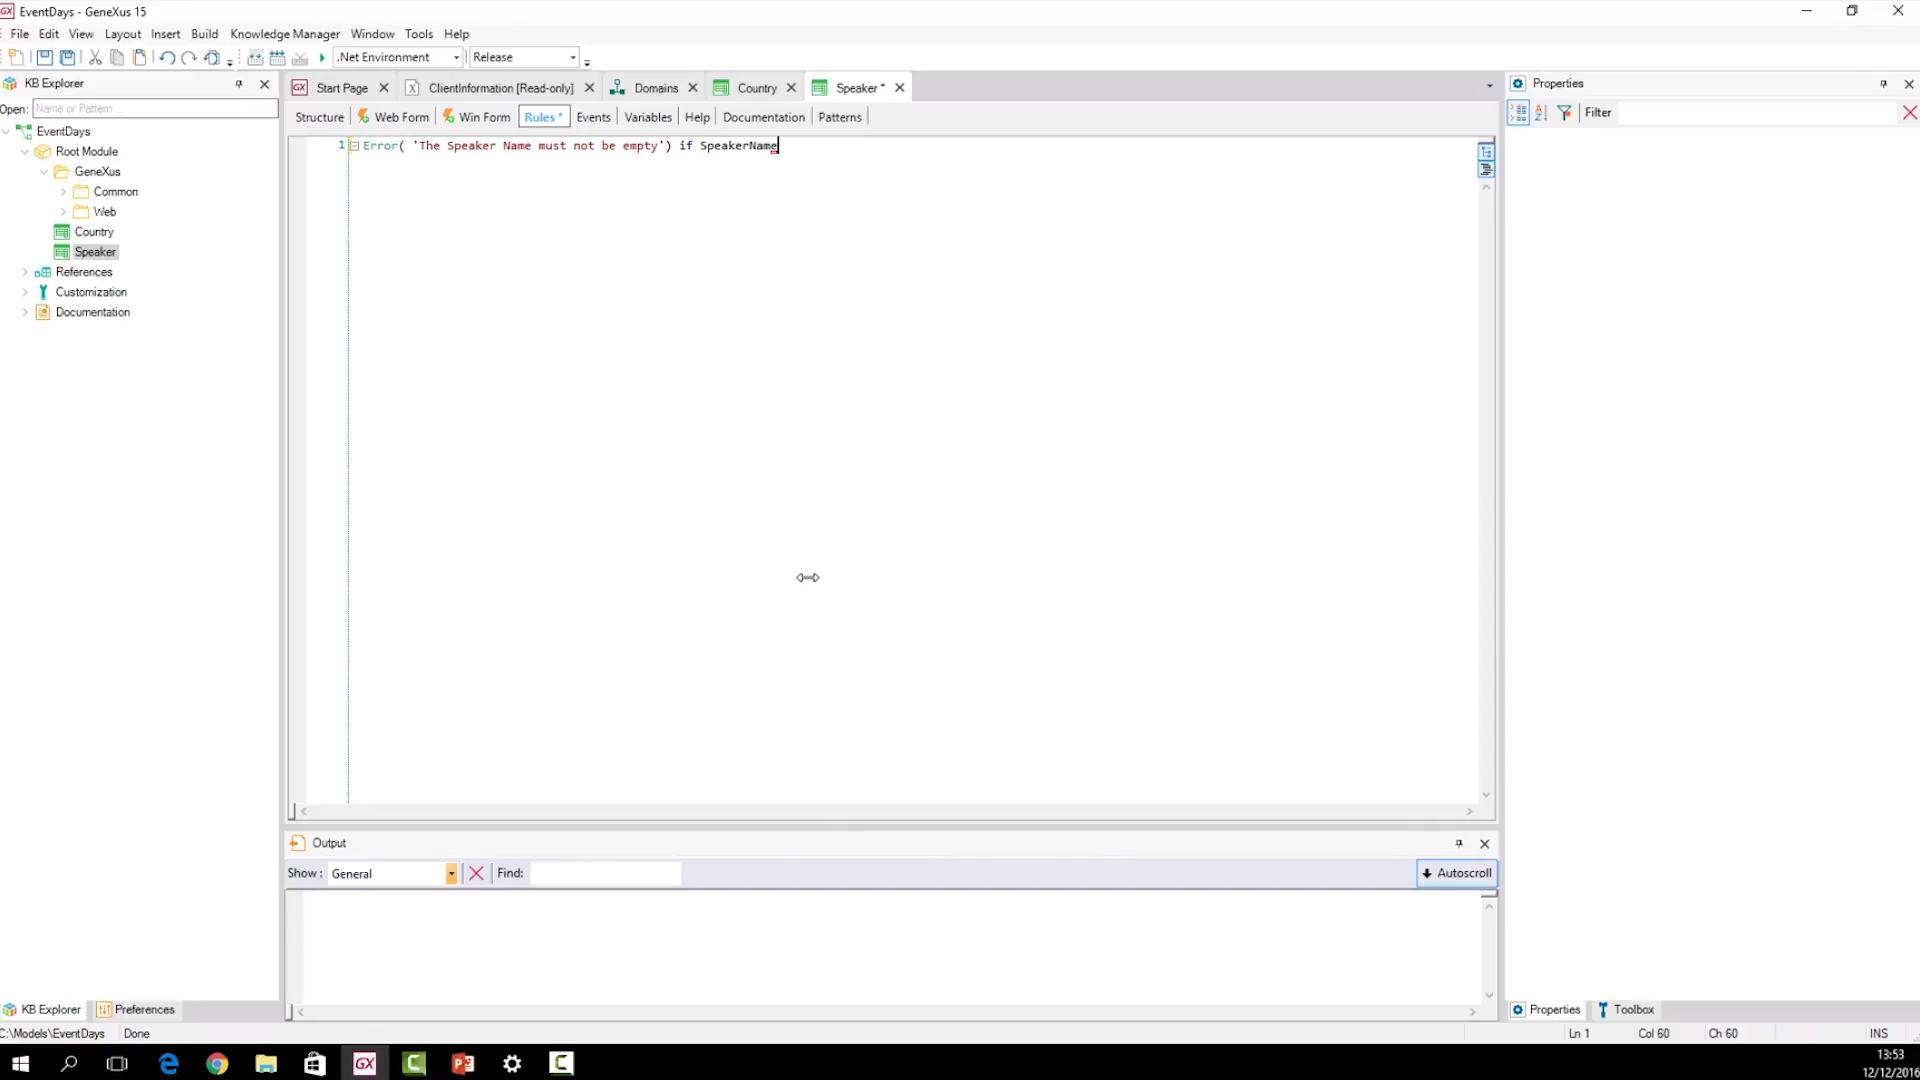 EventDays - GeneXus 15
File Edit View Layout Insert Build Knowledge Manager Window Tools Help
.Net Environment Release
KB Explorer
Open: Name or Pattern ...
EventDays
Root Module
GeneXus
Common
Web
Country
Speaker
References
Customization
Documentation
Start Page ClientInformation [Read-only] Domains Country Speaker *
Structure Web Form Win Form Rules * Events Variables Help Documentation Patterns
1 Error( 'The Speaker Name must not be empty') if SpeakerName
Output
Show : General Find: Autoscroll
Properties
Filter
KB Explorer Preferences
Properties Toolbox
C:\Models\EventDays Done Ln 1 Col 60 Ch 60 INS
13:53
12/12/2016